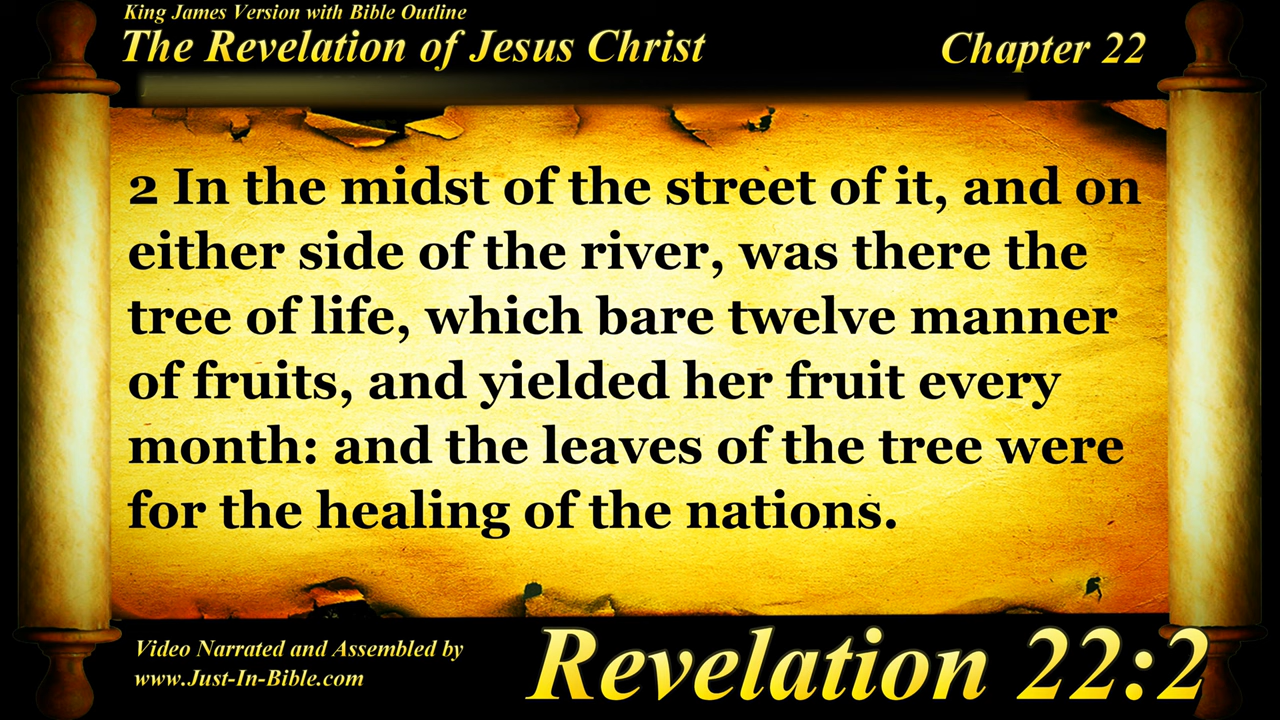 King James Version with Bible Outline
The Revelation of Jesus Christ
Chapter 22
2 In the midst of the street of it, and on
either side of the river, was there the
tree of life, which bare twelve manner
of fruits, and yielded her fruit every
month: and the leaves of the tree were
for the healing of the nations.
Video Narrated and Assembled by
www.Just-In-Bible.com
Revelation 22:2